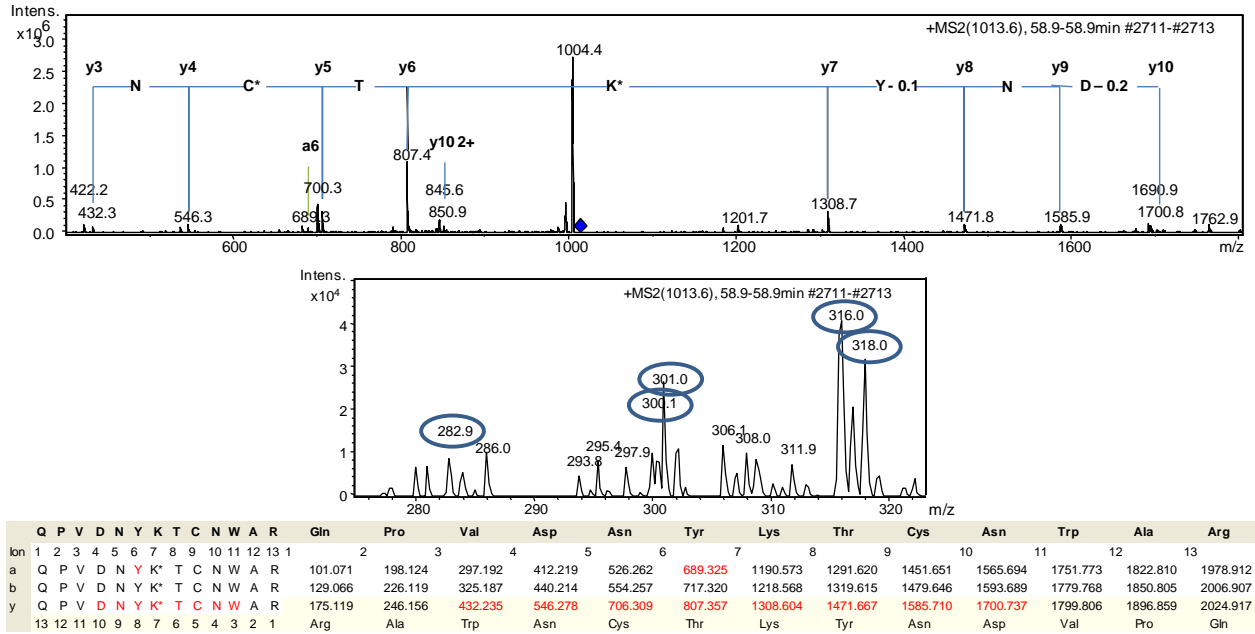 Intens.
x10⁶
+MS2(1013.6), 58.9-58.9min #2711-#2713
3.0
2.5
2.0
1.5
1.0
0.5
0.0
1004.4
y3 y4 y5 y6 y7 y8 y9 y10
N C* T K* Y - 0.1 N D – 0.2
a6 y10 2+
807.4
422.2 700.3 845.6 1690.9
432.3 546.3 689.3 850.9 1201.7 1308.7 1471.8 1585.9 1700.8 1762.9
600 800 1000 1200 1400 1600 m/z
Intens.
x10⁴
+MS2(1013.6), 58.9-58.9min #2711-#2713
4
3
2
1
0
316.0
318.0
301.0
300.1
282.9
286.0 293.8 295.4 297.9 306.1 308.0 311.9
280 290 300 310 320 m/z
Q P V D N Y K T C N W A R Gln Pro Val Asp Asn Tyr Lys Thr Cys Asn Trp Ala Arg
Ion 1 2 3 4 5 6 7 8 9 10 11 12 13 1 2 3 4 5 6 7 8 9 10 11 12 13
a Q P V D N Y K* T C N W A R 101.071 198.124 297.192 412.219 526.262 689.325 1190.573 1291.620 1451.651 1565.694 1751.773 1822.810 1978.912
b Q P V D N Y K* T C N W A R 129.066 226.119 325.187 440.214 554.257 717.320 1218.568 1319.615 1479.646 1593.689 1779.768 1850.805 2006.907
y Q P V D N Y K* T C N W A R 175.119 246.156 432.235 546.278 706.309 807.357 1308.604 1471.667 1585.710 1700.737 1799.806 1896.859 2024.917
13 12 11 10 9 8 7 6 5 4 3 2 1 Arg Ala Trp Asn Cys Thr Lys Tyr Asn Asp Val Pro Gln